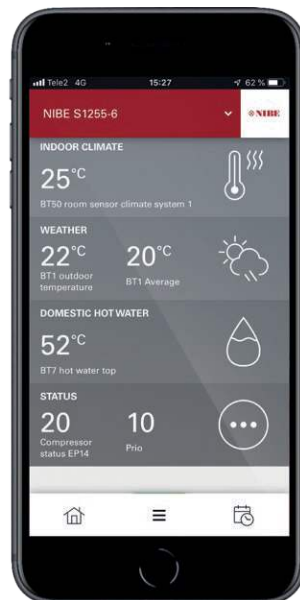 Tele2 4G 15:27 62 %
NIBE S1255-6 NIBE
INDOOR CLIMATE
25°C
BT50 room sensor climate system 1
WEATHER
22°C 20°C
BT1 outdoor BT1 Average
temperature
DOMESTIC HOT WATER
52°C
BT7 hot water top
STATUS
20 10
Compressor Prio
status EP14